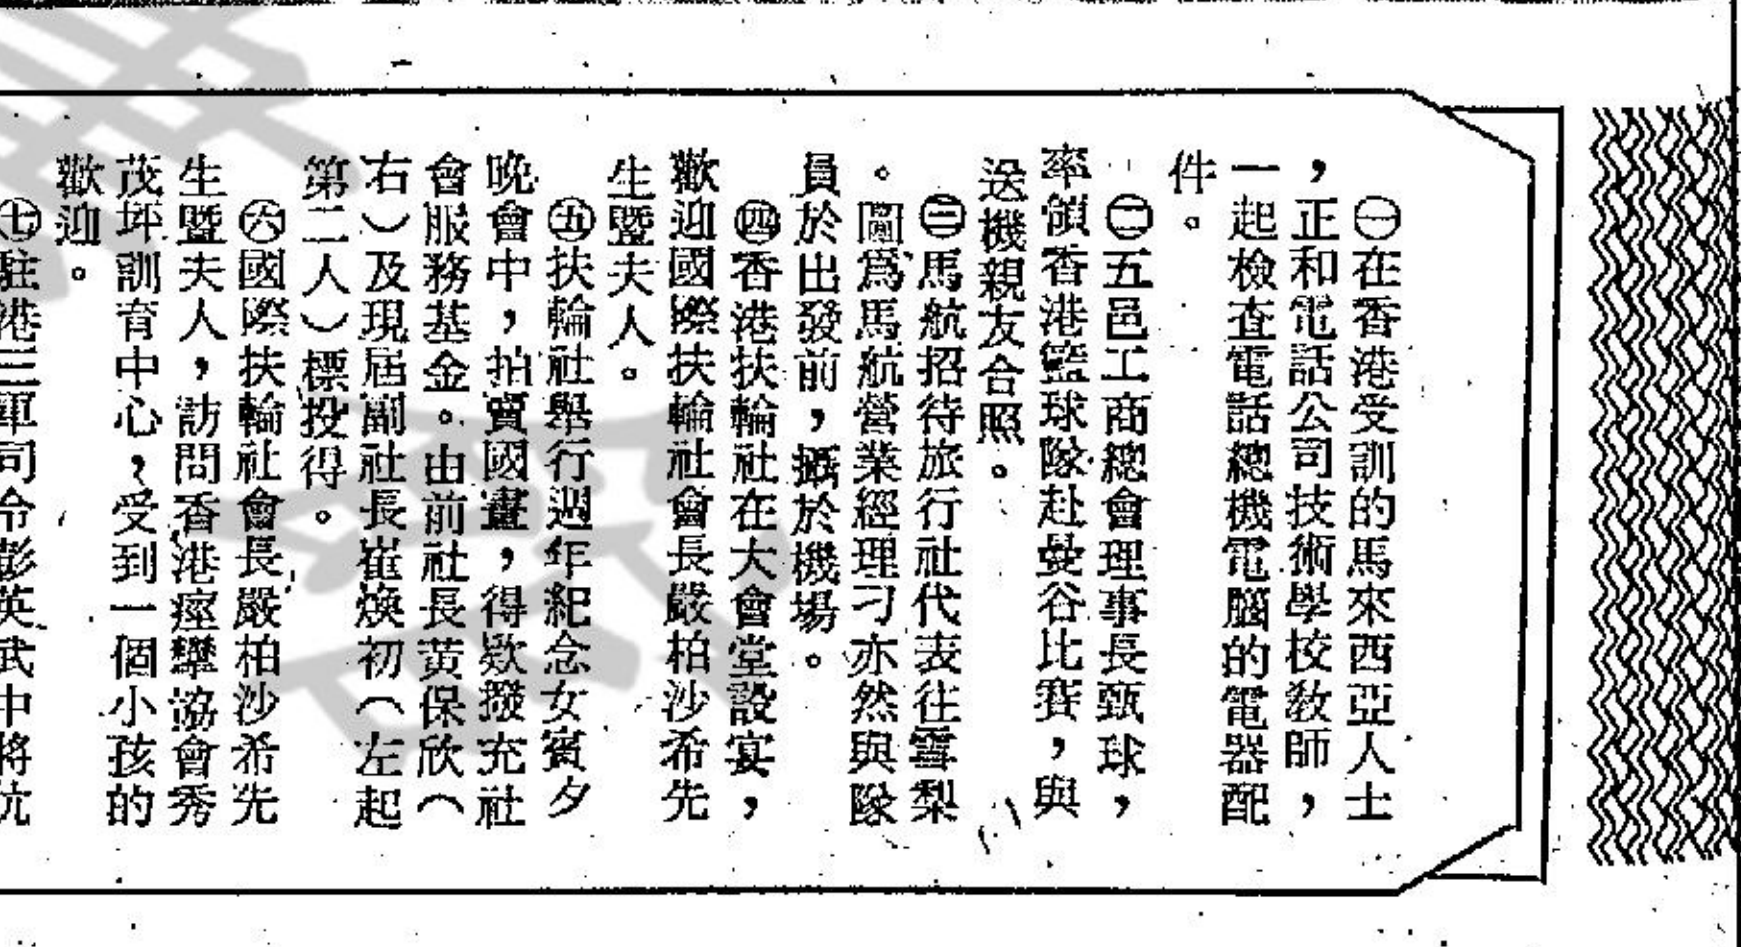 ㊀在香港受訓的馬來西亞人士
，正和電話公司技術學校教師，
一起檢查電話總機電腦的電器配
件。
㊁五邑工商總會理事長甄球，
率領香港籃球隊赴曼谷比賽，與
送機親友合照。
㊂馬航招待旅行社代表往雪梨
。圖爲馬航營業經理刁亦然與隊
員於出發前，攝於機場。
㊃香港扶輪社在大會堂設宴，
歡迎國際扶輪社會長嚴柏沙希先
生暨夫人。
㊄扶輪社舉行週年紀念女賓夕
晚會中，拍賣國畫，得欵撥充社
會服務基金。由前社長黄保欣（
右）及現屆副社長崔煥初（左起
第二人）標投得。
㊅國際扶輪社會長嚴柏沙希先
生暨夫人，訪問香港痙攣協會秀
茂坪訓育中心，受到一個小孩的
歡迎。
㊆駐港三軍司令彭英武中將伉